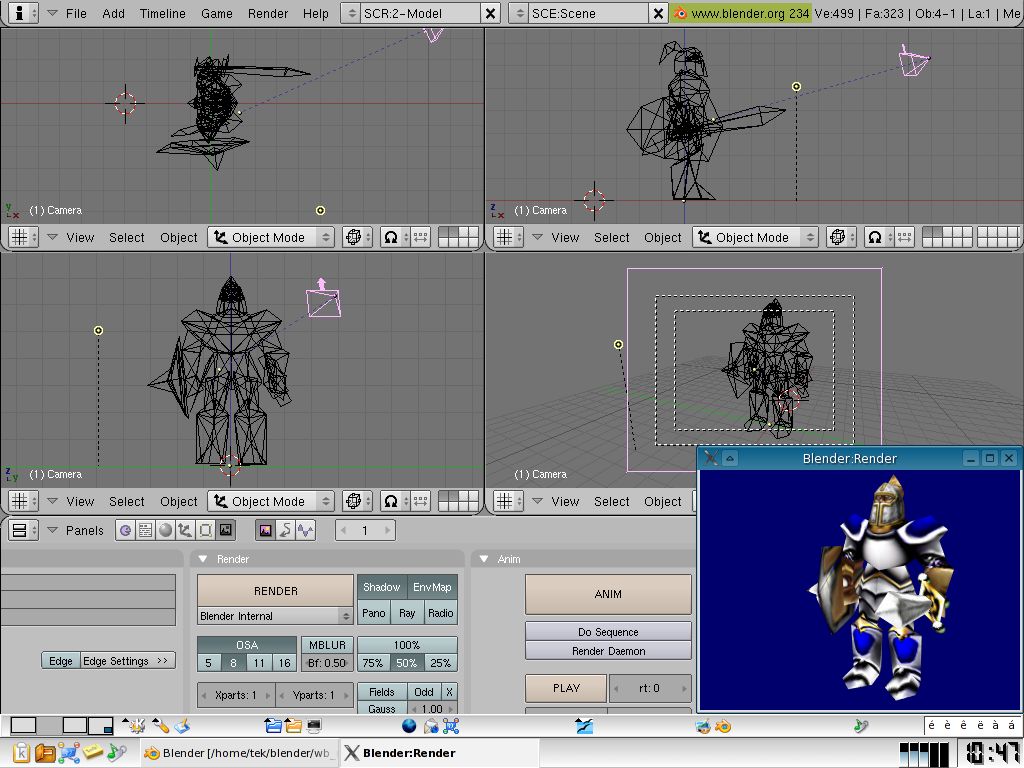 File Add Timeline Game Render Help SCR:2-Model SCE:Scene www.blender.org 234 Ve:499 | Fa:323 | Ob:4-1 | La:1 | Me
(1) Camera (1) Camera
View Select Object Object Mode View Select Object Object Mode
(1) Camera (1) Camera
Blender:Render
View Select Object Object Mode View Select Object
Panels 1
Render Anim
RENDER Shadow EnvMap ANIM
Blender Internal Pano Ray Radio
Do Sequence
OSA MBLUR 100% Render Daemon
Edge Edge Settings >> 5 8 11 16 Bf: 0.50 75% 50% 25%
Xparts: 1 Yparts: 1 Fields Odd X PLAY rt: 0
Gauss 1.00
é è ê ë à á
Blender [/home/tek/blender/wb_ Blender:Render 10:47